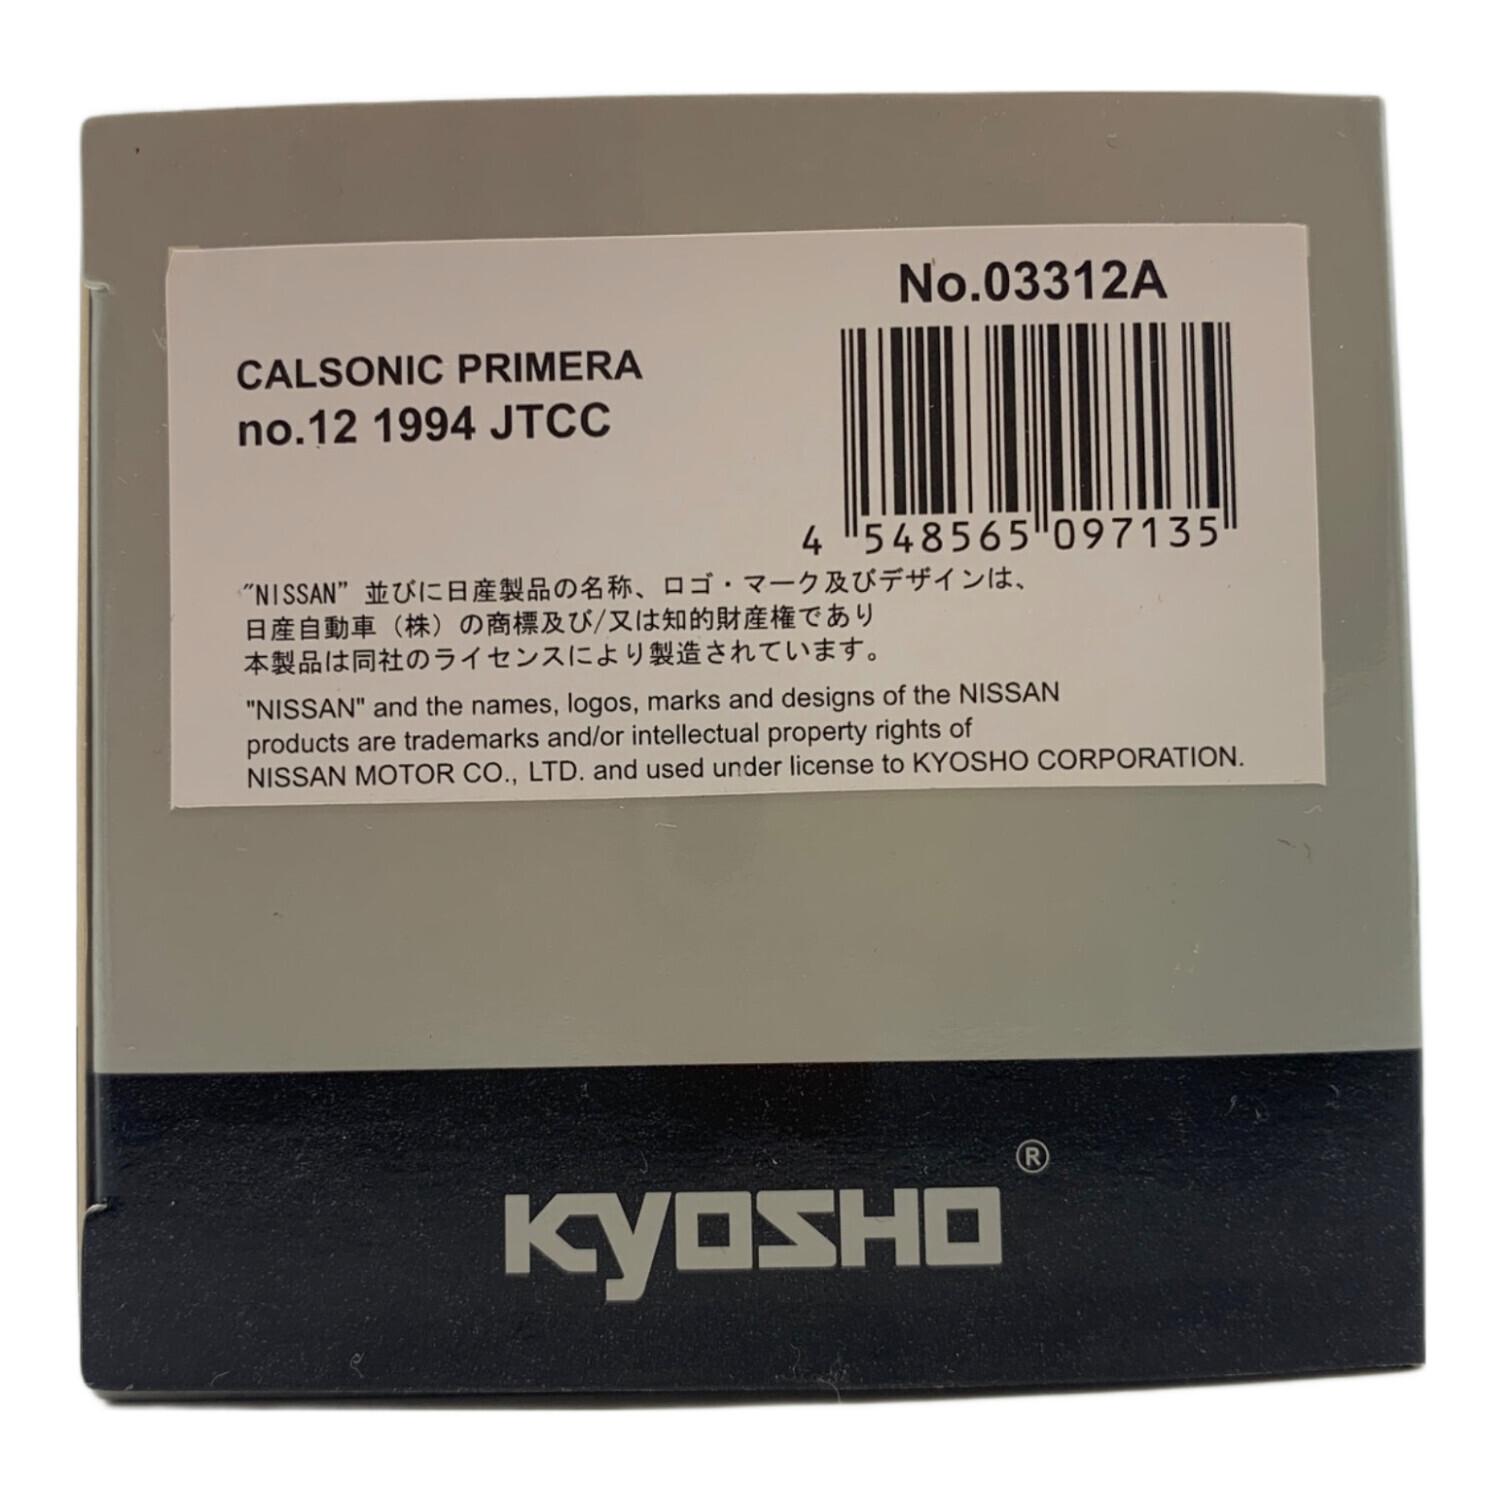 No.03312A
CALSONIC PRIMERA
no.12 1994 JTCC
4 548565 097135
"NISSAN" 並びに日産製品の名称、ロゴ・マーク及びデザインは、
日産自動車（株）の商標及び/又は知的財産権であり
本製品は同社のライセンスにより製造されています。
"NISSAN" and the names, logos, marks and designs of the NISSAN
products are trademarks and/or intellectual property rights of
NISSAN MOTOR CO., LTD. and used under license to KYOSHO CORPORATION.
KYOSHO®